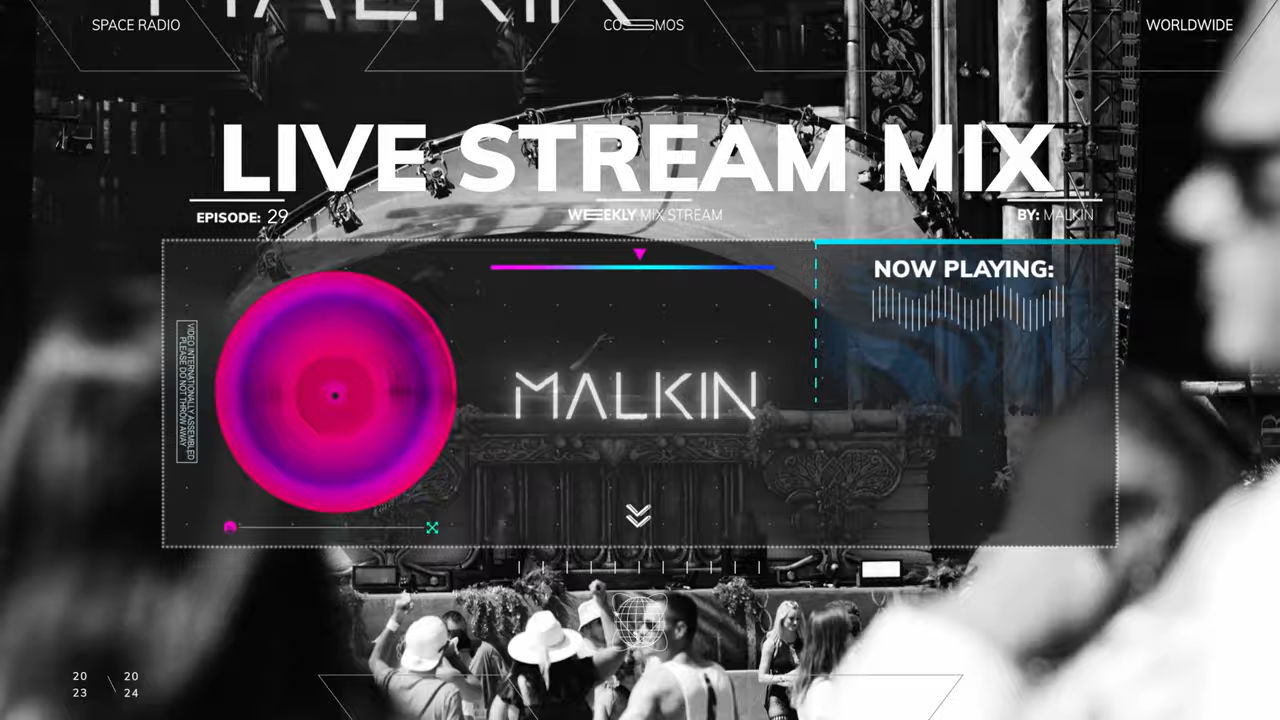 MALKIN
SPACE RADIO
COSMOS
WORLDWIDE
LIVE STREAM MIX
EPISODE: 29
WEEKLY MIX STREAM
BY: MALKIN
NOW PLAYING:
VIDEO INTERNATIONALLY ASSEMBLED
PLEASE DO NOT THROW AWAY
MALKIN
20 20
23 24